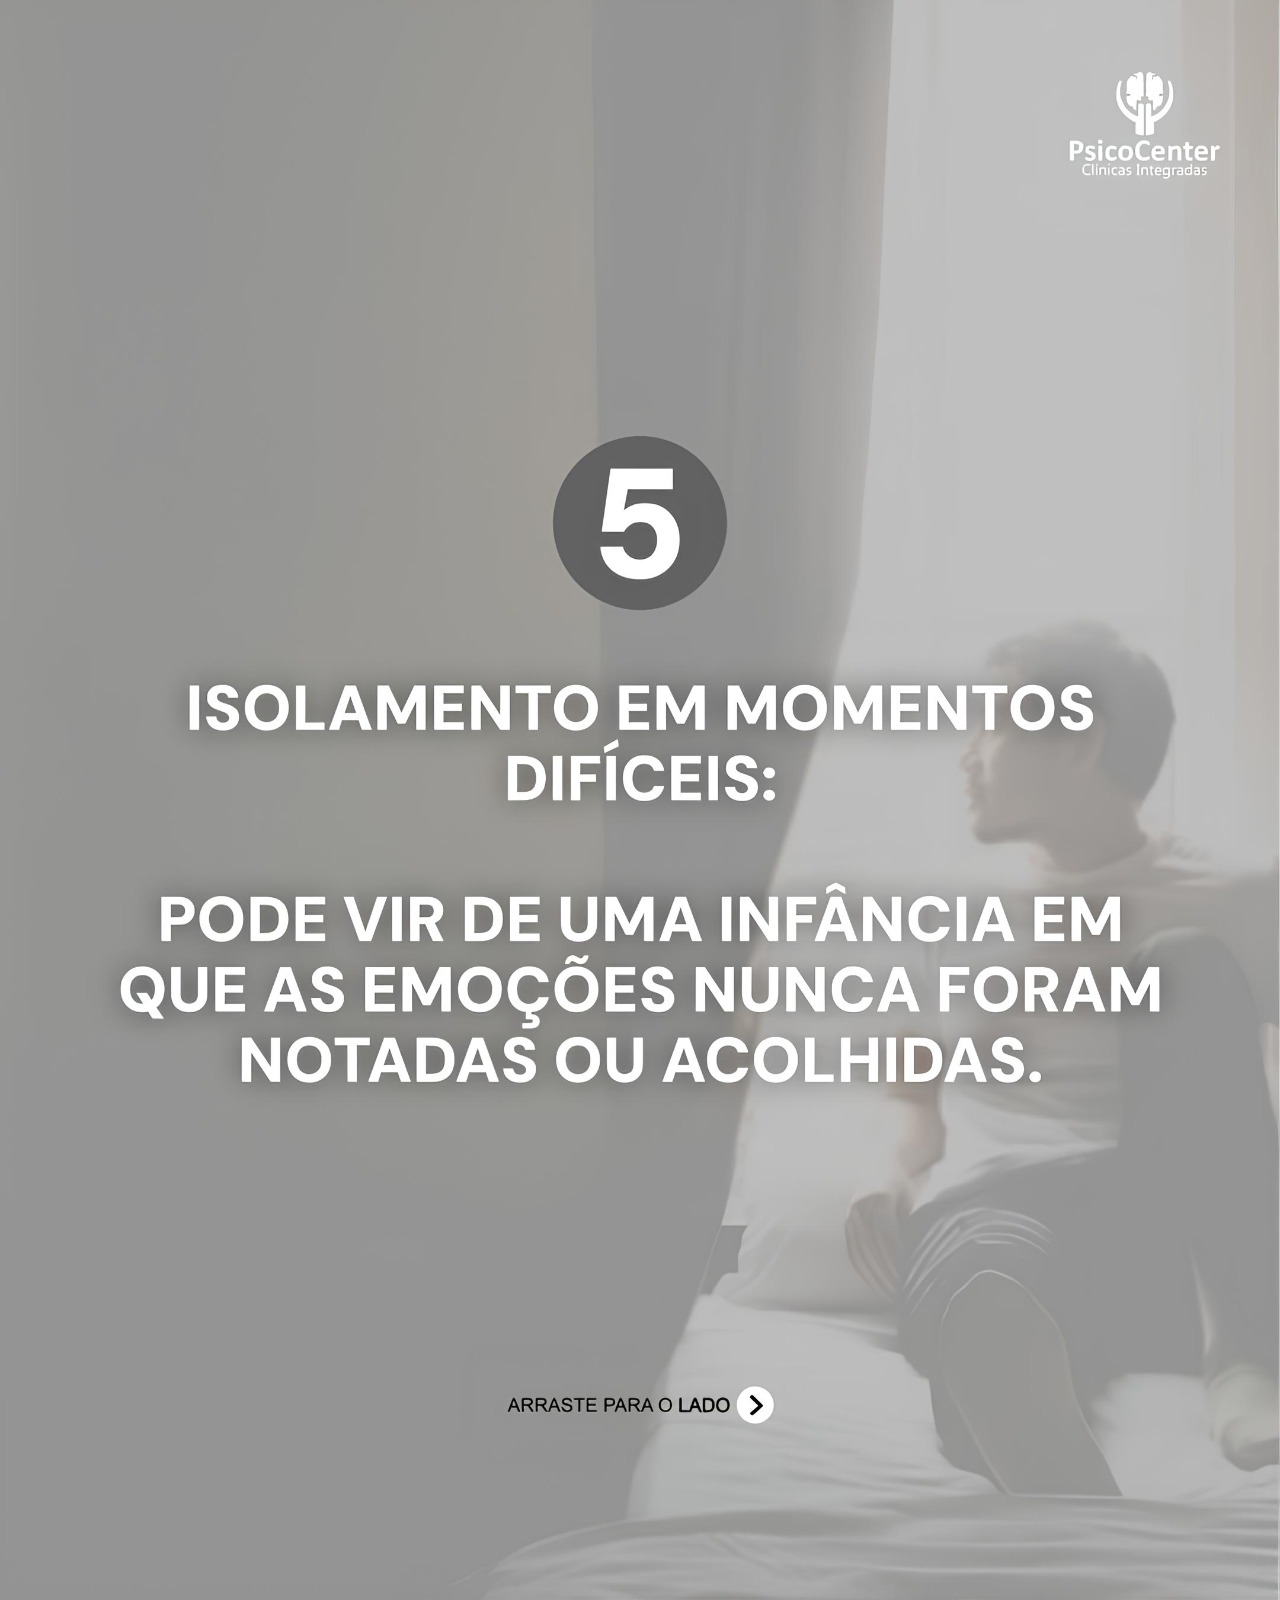 PsicoCenter
Clínicas Integradas
5
ISOLAMENTO EM MOMENTOS
DIFÍCEIS:
PODE VIR DE UMA INFÂNCIA EM
QUE AS EMOÇÕES NUNCA FORAM
NOTADAS OU ACOLHIDAS.
ARRASTE PARA O LADO